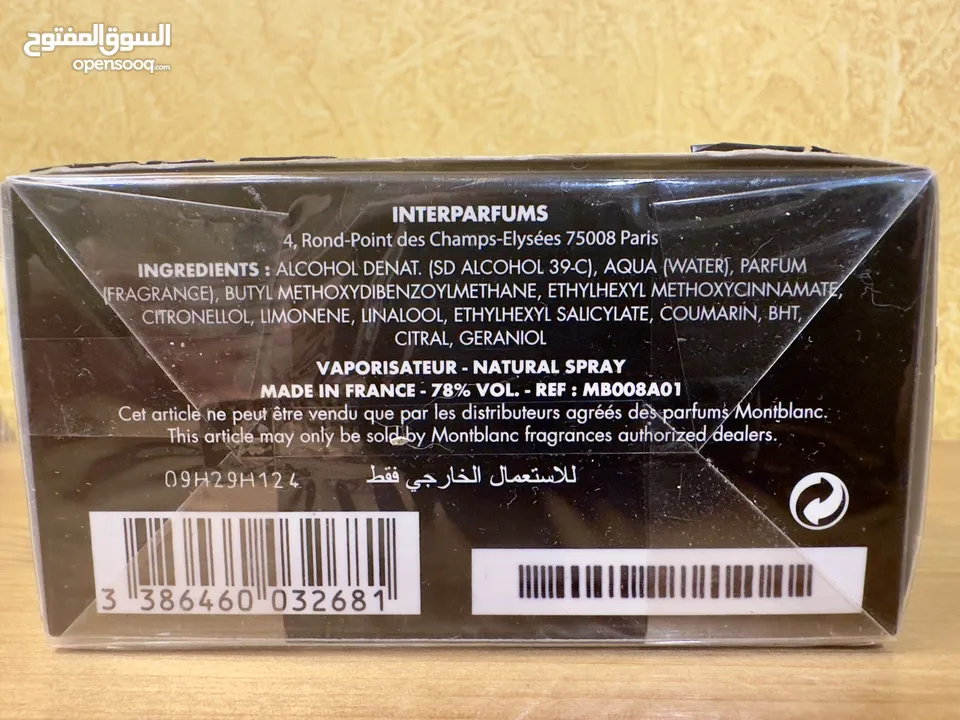 السوق المفتوح
opensooq.com
INTERPARFUMS
4, Rond-Point des Champs-Elysées 75008 Paris
INGREDIENTS : ALCOHOL DENAT. (SD ALCOHOL 39-C), AQUA (WATER), PARFUM
(FRAGRANCE), BUTYL METHOXYDIBENZOYLMETHANE, ETHYLHEXYL METHOXYCINNAMATE,
CITRONELLOL, LIMONENE, LINALOOL, ETHYLHEXYL SALICYLATE, COUMARIN, BHT,
CITRAL, GERANIOL
VAPORISATEUR - NATURAL SPRAY
MADE IN FRANCE - 78% VOL. - REF : MB008A01
Cet article ne peut être vendu que par les distributeurs agréés des parfums Montblanc.
This article may only be sold by Montblanc fragrances authorized dealers.
09H29H124 للاستعمال الخارجي فقط
3 386460 032681